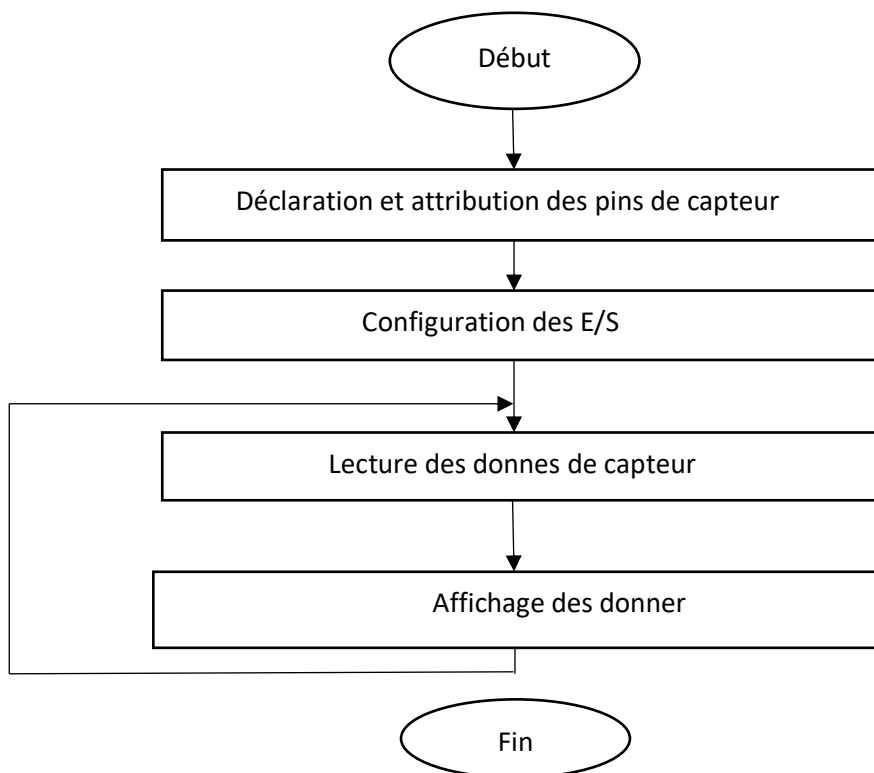 Début
Déclaration et attribution des pins de capteur
Configuration des E/S
Lecture des donnes de capteur
Affichage des donner
Fin